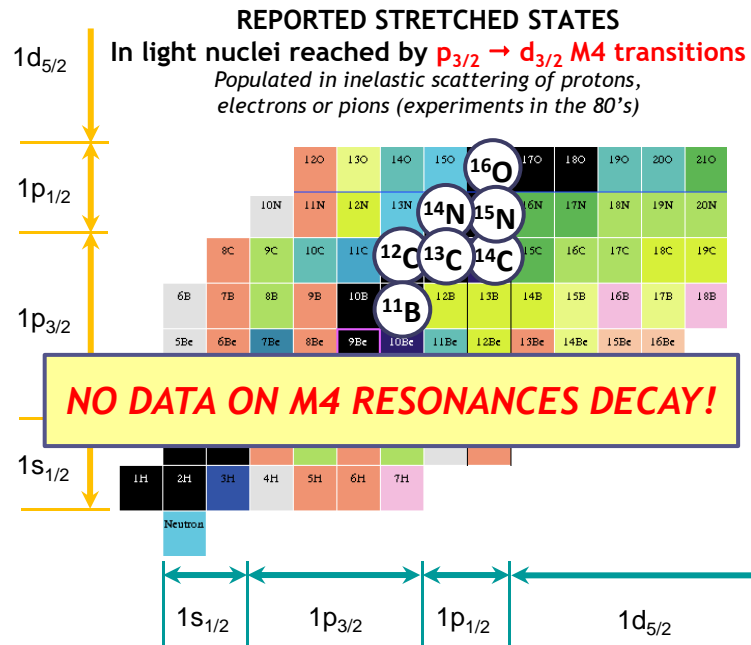 REPORTED STRETCHED STATES
In light nuclei reached by p₃/₂ → d₃/₂ M4 transitions
Populated in inelastic scattering of protons,
electrons or pions (experiments in the 80’s)
1d₅/₂
12O 13O 14O 15O ¹⁶O 17O 18O 19O 20O 21O
1p₁/₂
10N 11N 12N 13N ¹⁴N ¹⁵N 16N 17N 18N 19N 20N
8C 9C 10C 11C ¹²C ¹³C ¹⁴C 15C 16C 17C 18C 19C
1p₃/₂
6B 7B 8B 9B 10B ¹¹B 12B 13B 14B 15B 16B 17B 18B
5Be 6Be 7Be 8Be 9Be 10Be 11Be 12Be 13Be 14Be 15Be 16Be
NO DATA ON M4 RESONANCES DECAY!
1s₁/₂
1H 2H 3H 4H 5H 6H 7H
Neutron
1s₁/₂ 1p₃/₂ 1p₁/₂ 1d₅/₂